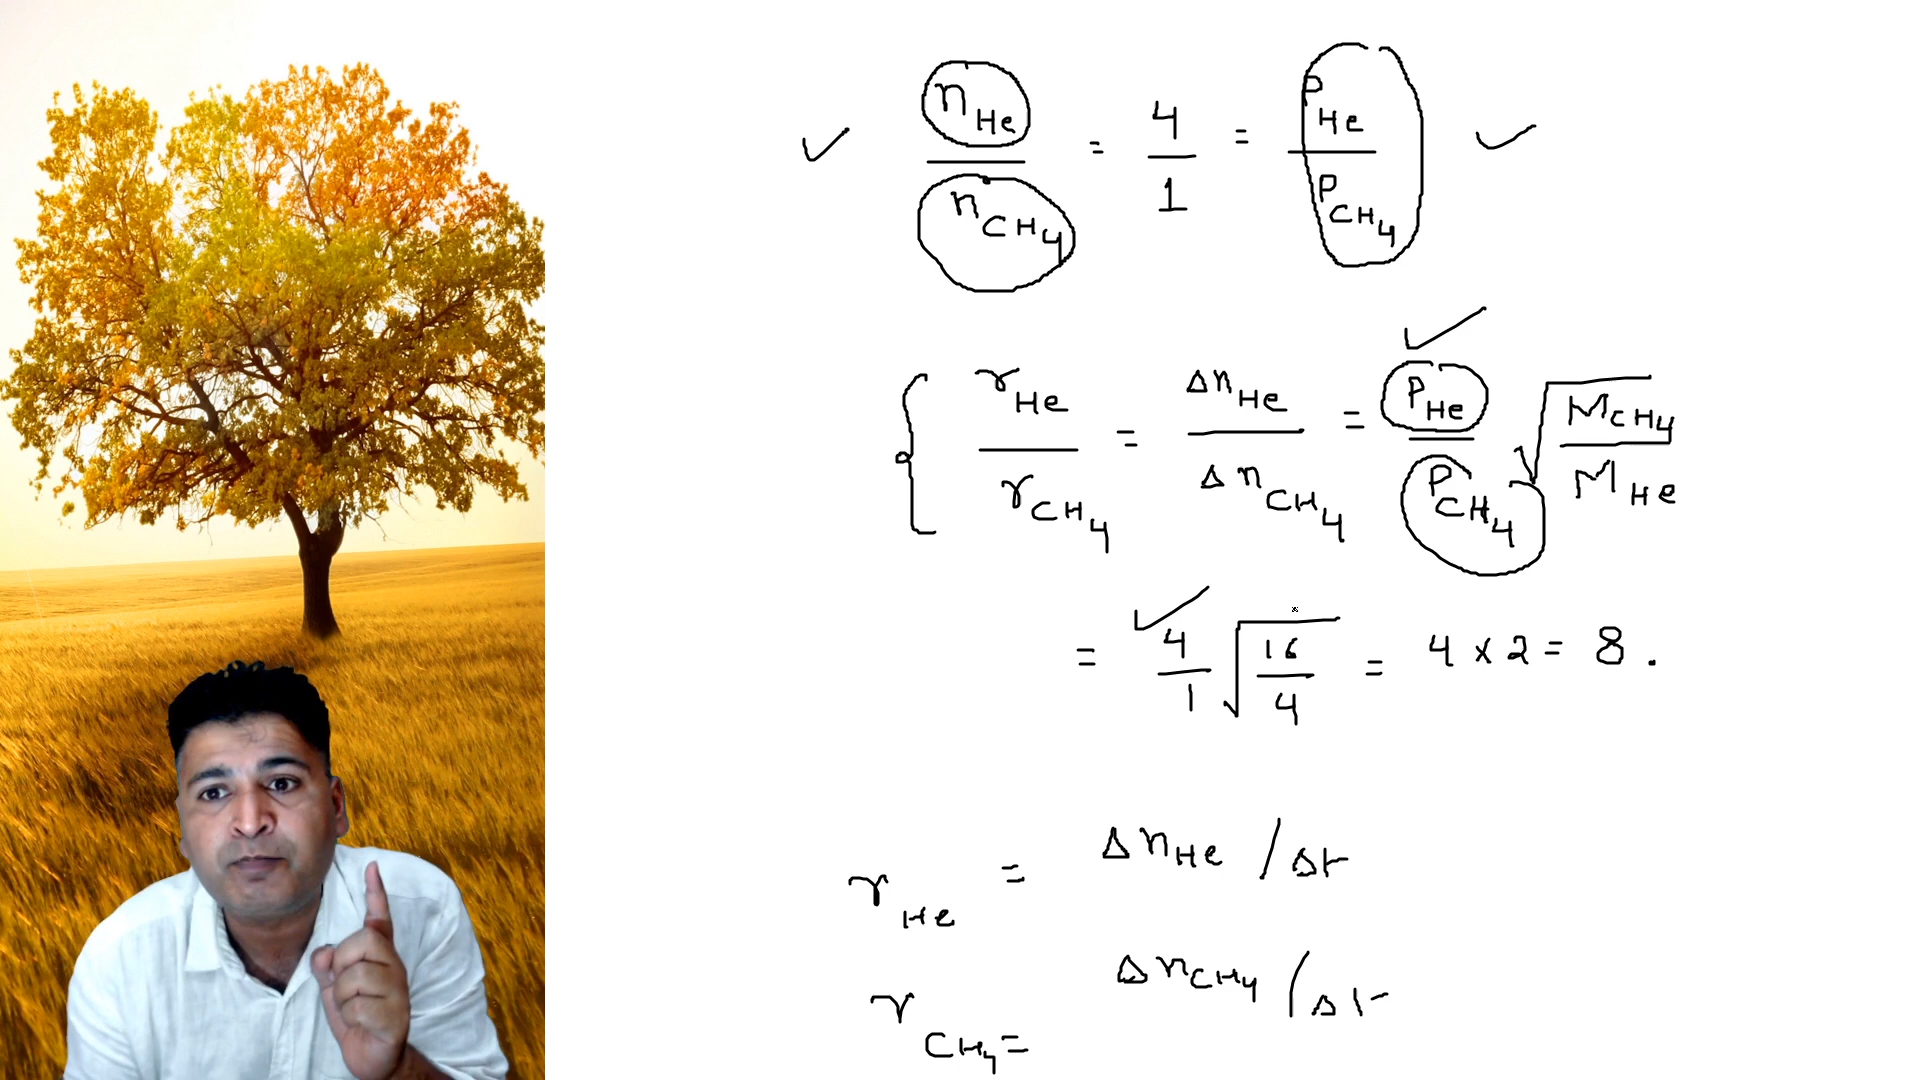 n_He / n_CH4 = 4 / 1 = P_He / P_CH4
r_He / r_CH4 = Δn_He / Δn_CH4 = P_He / P_CH4 √(M_CH4 / M_He)
= 4 / 1 √(16 / 4) = 4 x 2 = 8 .
r_He = Δn_He / Δt
r_CH4 = Δn_CH4 / Δt